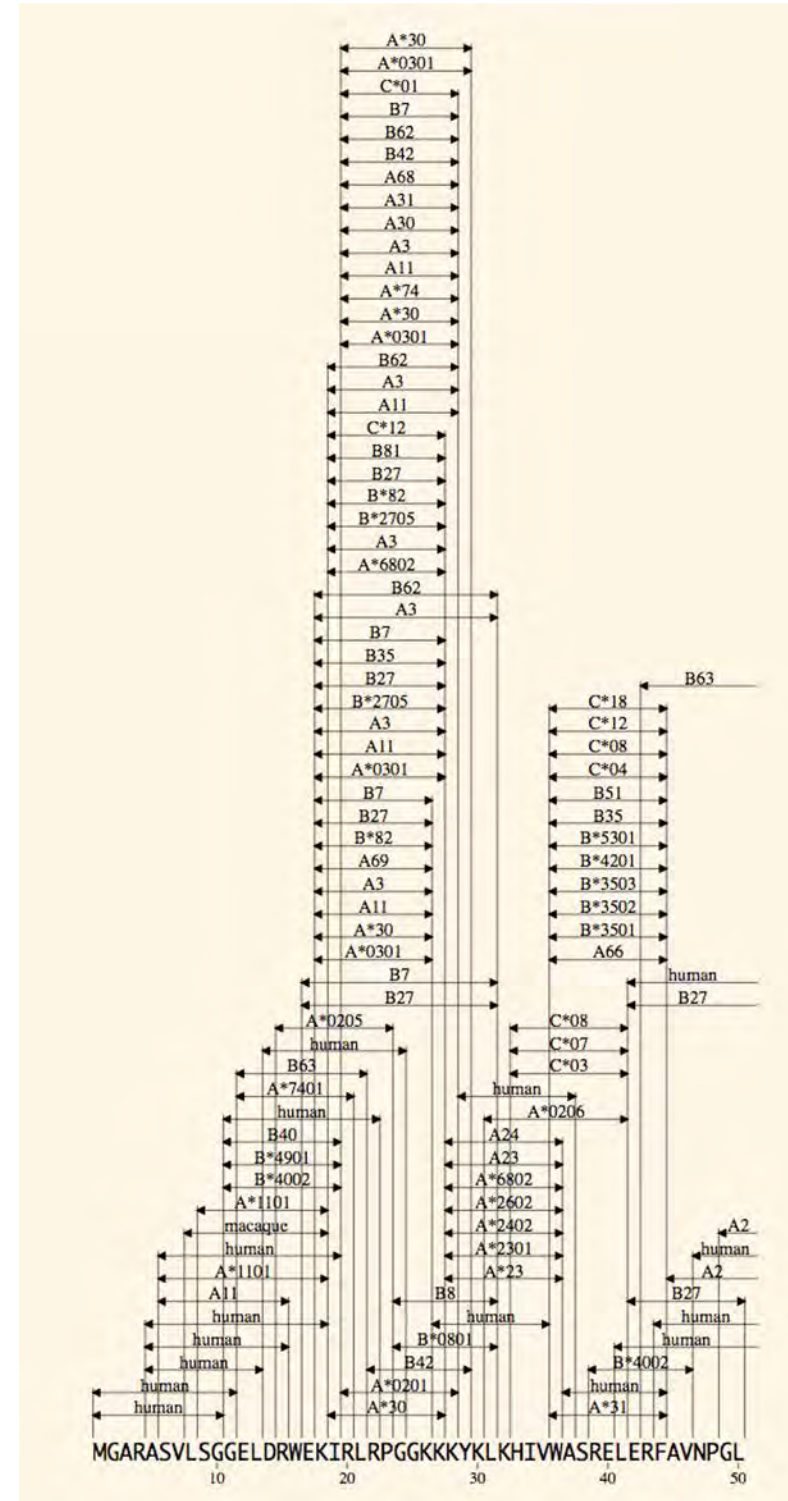 A*30
A*0301
C*01
B7
B62
B42
A68
A31
A30
A3
A11
A*74
A*30
A*0301
B62
A3
A11
C*12
B81
B27
B*82
B*2705
A3
A*6802
B62
A3
B7
B35
B27 B63
B*2705 C*18
A3 C*12
A11 C*08
A*0301 C*04
B7 B51
B27 B35
B*82 B*5301
A69 B*4201
A3 B*3503
A11 B*3502
A*30 B*3501
A*0301 A66
B7 human
B27 B27
A*0205 C*08
human C*07
B63 C*03
A*7401 human
human A*0206
B40 A24
B*4901 A23
B*4002 A*6802
A*1101 A*2602
macaque A*2402 A2
human A*2301 human
A*1101 A*23 A2
A11 B8 B27
human human human
human B*0801 human
human B42 B*4002
human A*0201 human
human A*30 A*31
MGARASVLSGGELDRWEKIRLRPGGKKKYKLKHIVWASRELERFAVNPGL
10 20 30 40 50